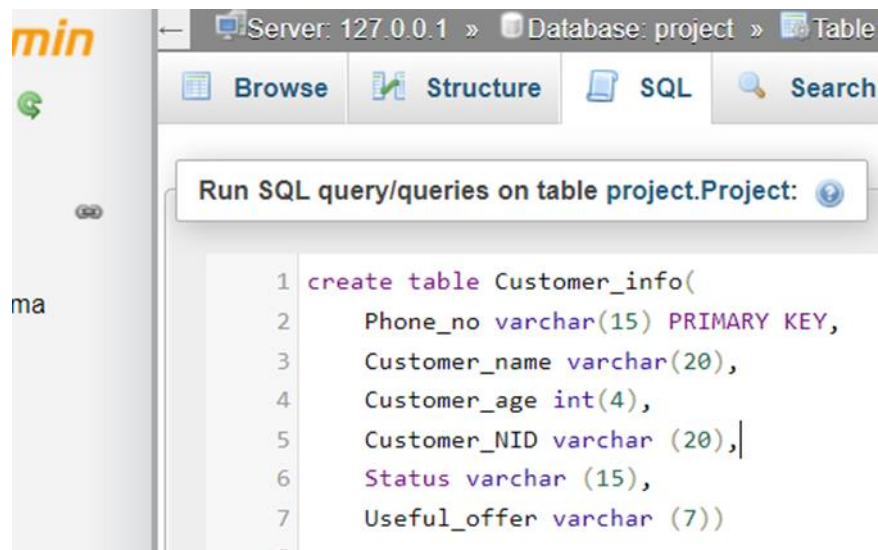 min
Server: 127.0.0.1 » Database: project » Table
Browse Structure SQL Search
Run SQL query/queries on table project.Project:
ma
1 create table Customer_info(
2 Phone_no varchar(15) PRIMARY KEY,
3 Customer_name varchar(20),
4 Customer_age int(4),
5 Customer_NID varchar (20),
6 Status varchar (15),
7 Useful_offer varchar (7))